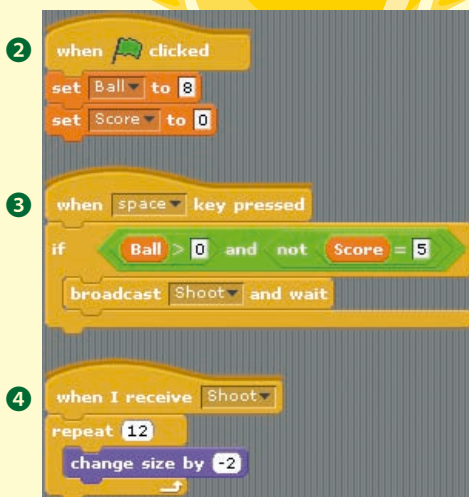 2 when clicked
set Ball to 8
set Score to 0
3 when space key pressed
if Ball > 0 and not Score = 5
broadcast Shoot and wait
4 when I receive Shoot
repeat 12
change size by -2